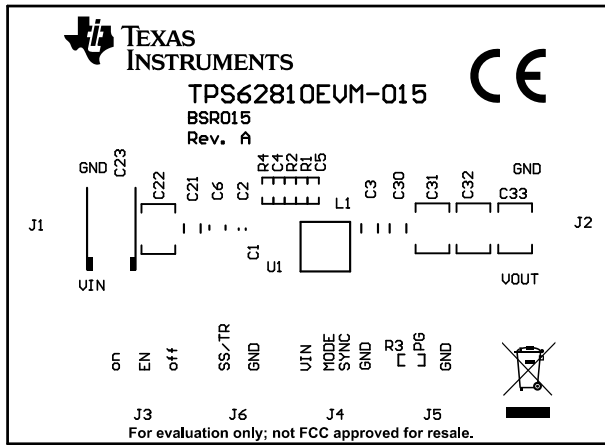 TEXAS
INSTRUMENTS
CE
TPS62810EVM-015
BSR015
Rev. A
GND
C23
C22
C21
C6
C2
R4
C4
R2
R1
C5
L1
C3
C30
C31
C32
C33
GND
J1
J2
C1
U1
VIN
VOUT
on
EN
off
SS/TR
GND
VIN
MODE
SYNC
GND
R3
PG
GND
J3
J6
J4
J5
For evaluation only; not FCC approved for resale.